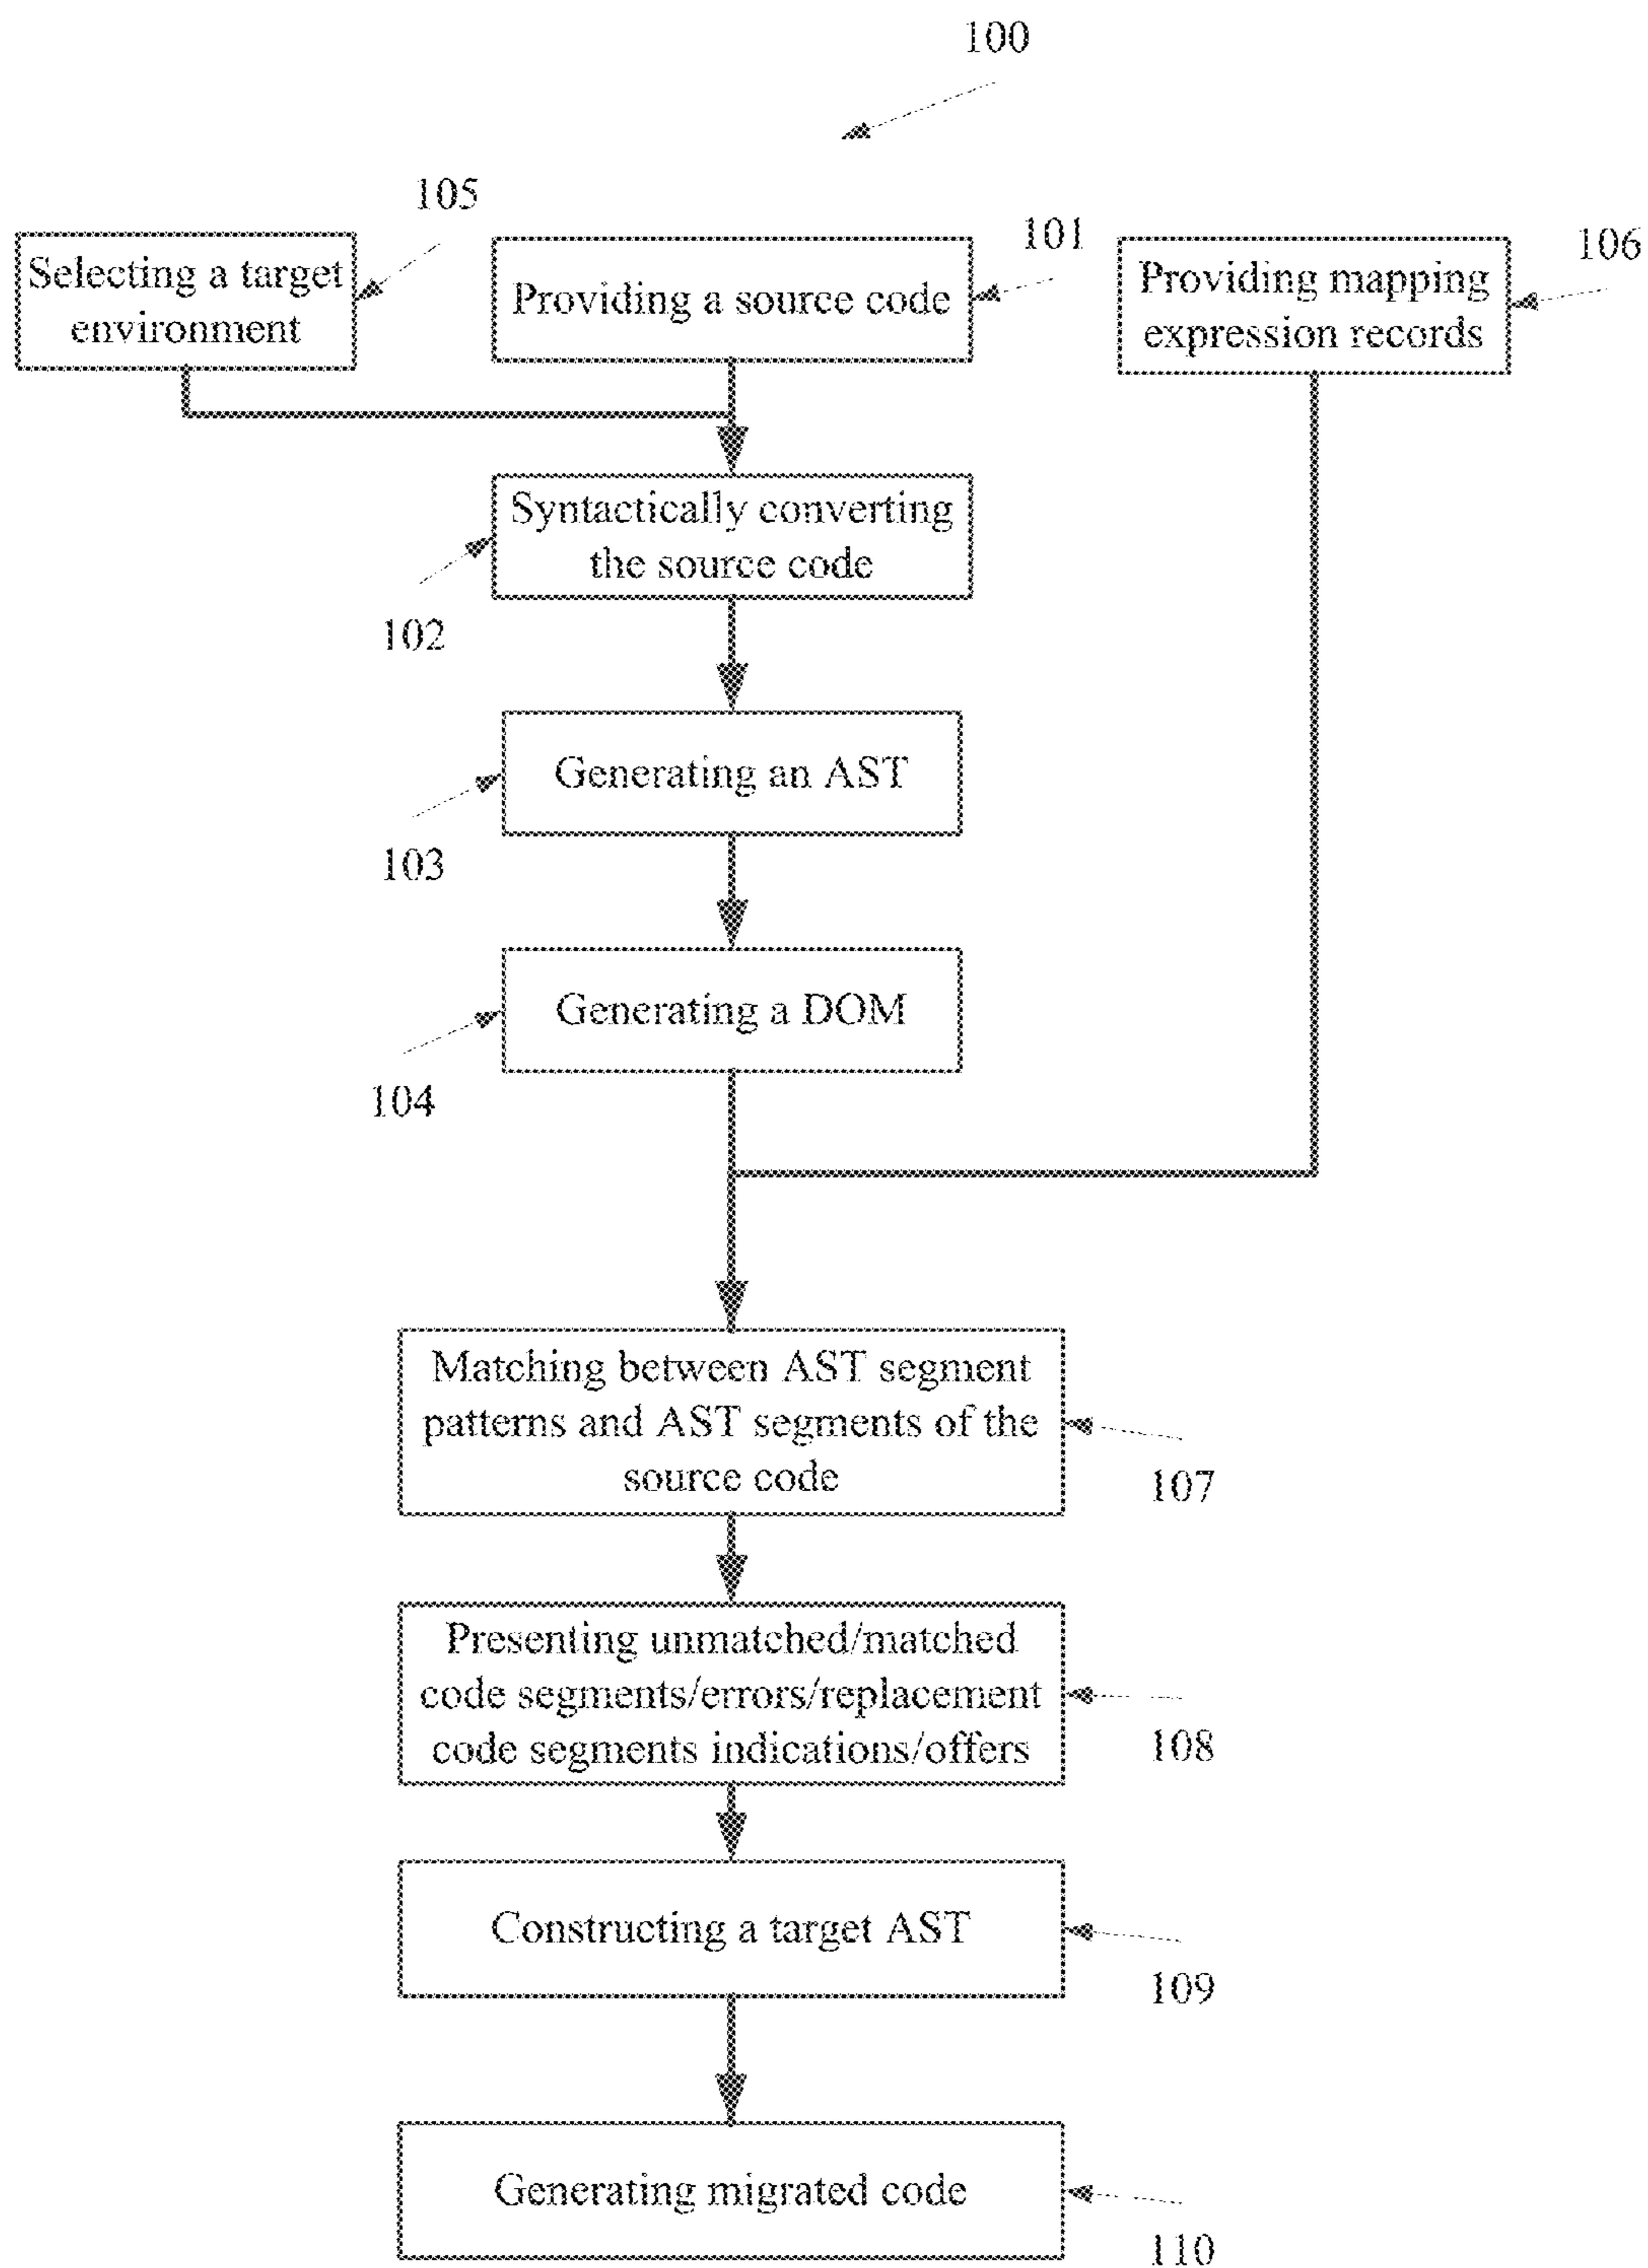 100
105
101
106
Selecting a target
environment
Providing a source code
Providing mapping
expression records
Syntactically converting
the source code
102
Generating an AST
103
Generating a DOM
104
Matching between AST segment
patterns and AST segments of the
source code
107
Presenting unmatched/matched
code segments/errors/replacement
code segments indications/offers
108
Constructing a target AST
109
Generating migrated code
110